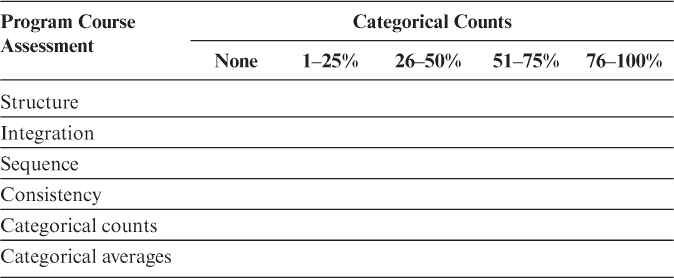 Program Course Categorical Counts
Assessment
None 1–25% 26–50% 51–75% 76–100%
Structure
Integration
Sequence
Consistency
Categorical counts
Categorical averages